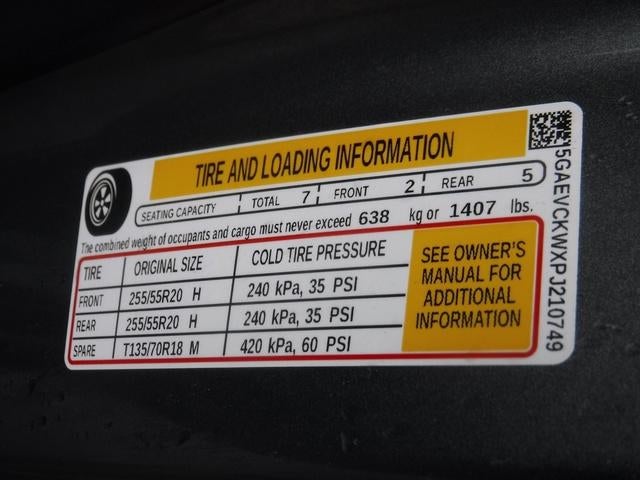 TIRE AND LOADING INFORMATION
SEATING CAPACITY TOTAL 7 FRONT 2 REAR 5
The combined weight of occupants and cargo must never exceed 638 kg or 1407 lbs.
TIRE ORIGINAL SIZE COLD TIRE PRESSURE
FRONT 255/55R20 H 240 kPa, 35 PSI
REAR 255/55R20 H 240 kPa, 35 PSI
SPARE T135/70R18 M 420 kPa, 60 PSI
SEE OWNER'S
MANUAL FOR
ADDITIONAL
INFORMATION
5GAEVCKWXPJ210749